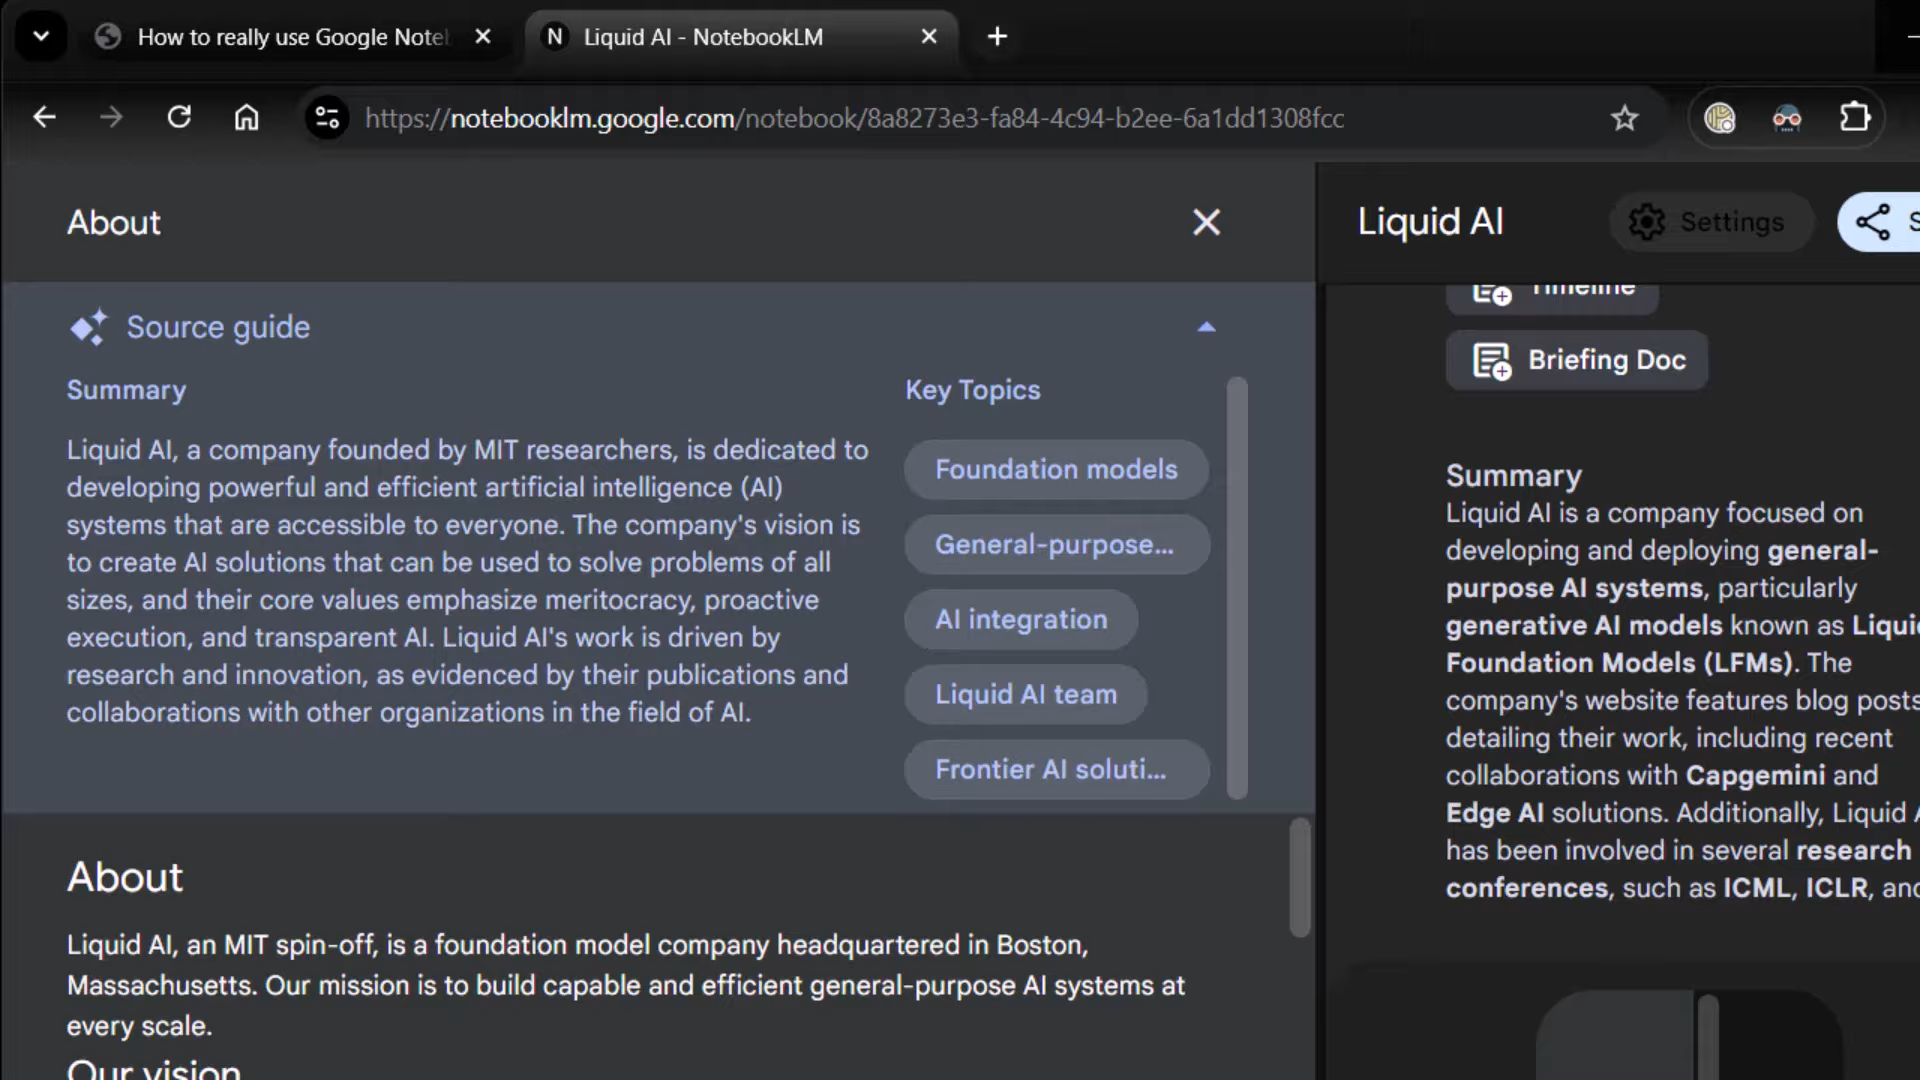 How to really use Google Note
Liquid AI - NotebookLM
https://notebooklm.google.com/notebook/8a8273e3-fa84-4c94-b2ee-6a1dd1308fcc
About
Source guide
Summary
Liquid AI, a company founded by MIT researchers, is dedicated to
developing powerful and efficient artificial intelligence (AI)
systems that are accessible to everyone. The company's vision is
to create AI solutions that can be used to solve problems of all
sizes, and their core values emphasize meritocracy, proactive
execution, and transparent AI. Liquid AI's work is driven by
research and innovation, as evidenced by their publications and
collaborations with other organizations in the field of AI.
Key Topics
Foundation models
General-purpose...
AI integration
Liquid AI team
Frontier AI soluti...
About
Liquid AI, an MIT spin-off, is a foundation model company headquartered in Boston,
Massachusetts. Our mission is to build capable and efficient general-purpose AI systems at
every scale.
Our vision
Liquid AI
Settings
S
Timeline
Briefing Doc
Summary
Liquid AI is a company focused on
developing and deploying general-
purpose AI systems, particularly
generative AI models known as Liquid
Foundation Models (LFMs). The
company's website features blog posts
detailing their work, including recent
collaborations with Capgemini and
Edge AI solutions. Additionally, Liquid A
has been involved in several research
conferences, such as ICML, ICLR, and